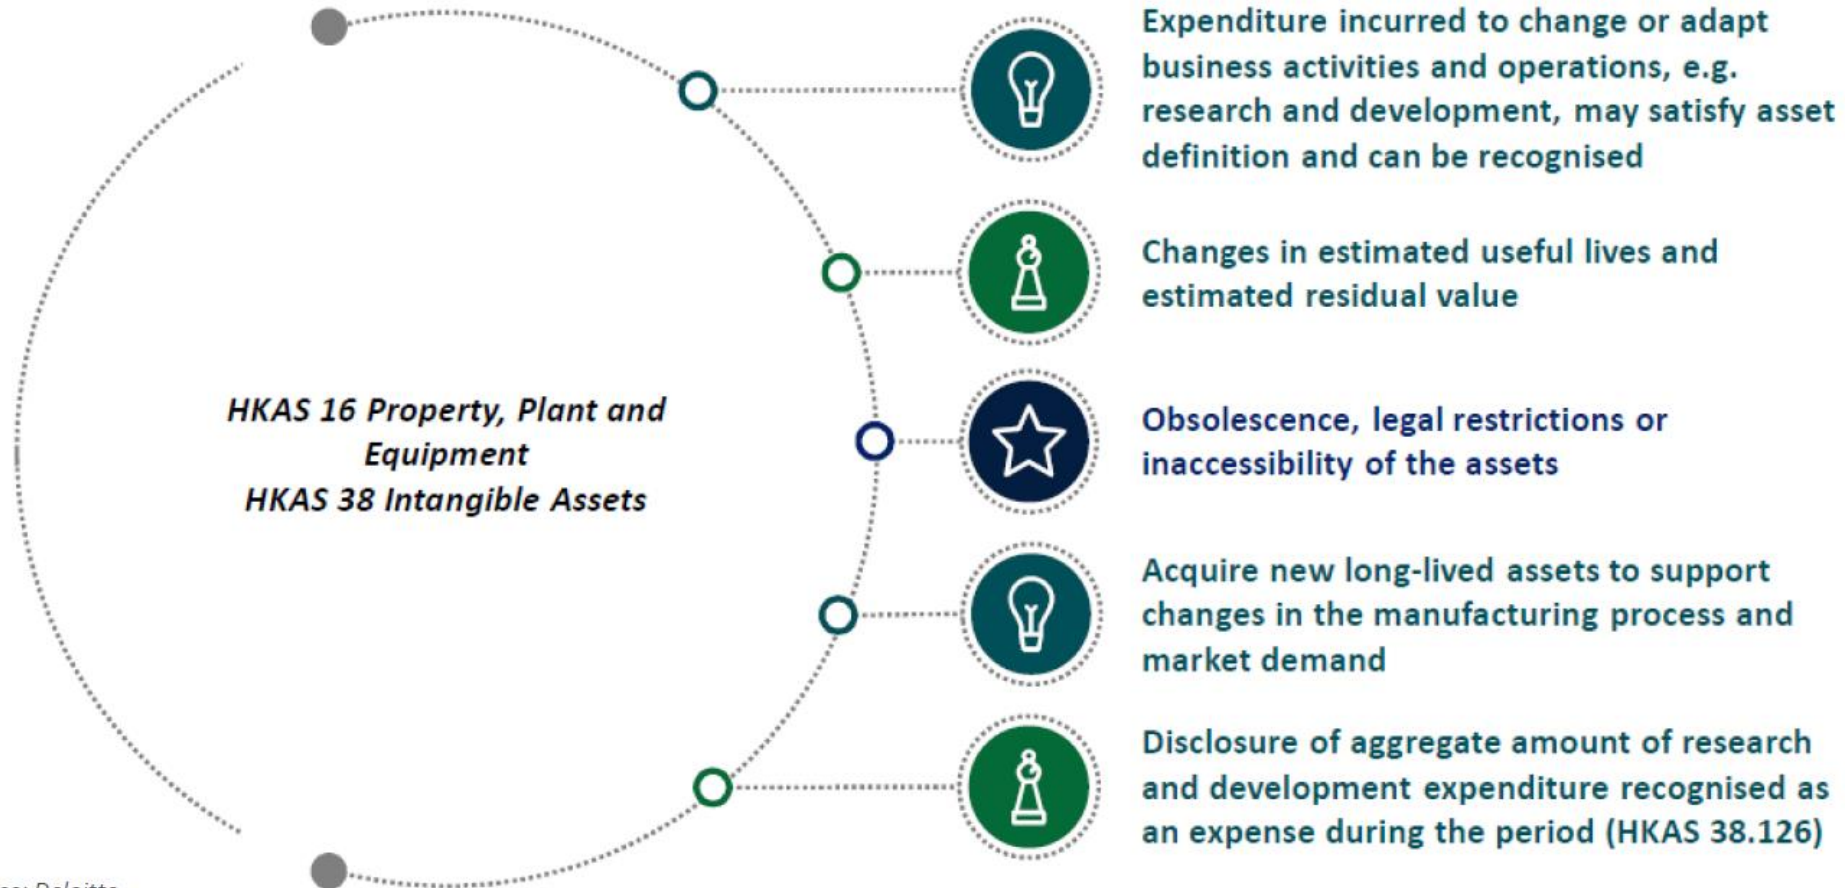 Expenditure incurred to change or adapt
business activities and operations, e.g.
research and development, may satisfy asset
definition and can be recognised
Changes in estimated useful lives and
estimated residual value
HKAS 16 Property, Plant and
Equipment
HKAS 38 Intangible Assets
Obsolescence, legal restrictions or
inaccessibility of the assets
Acquire new long-lived assets to support
changes in the manufacturing process and
market demand
Disclosure of aggregate amount of research
and development expenditure recognised as
an expense during the period (HKAS 38.126)
Deloitte